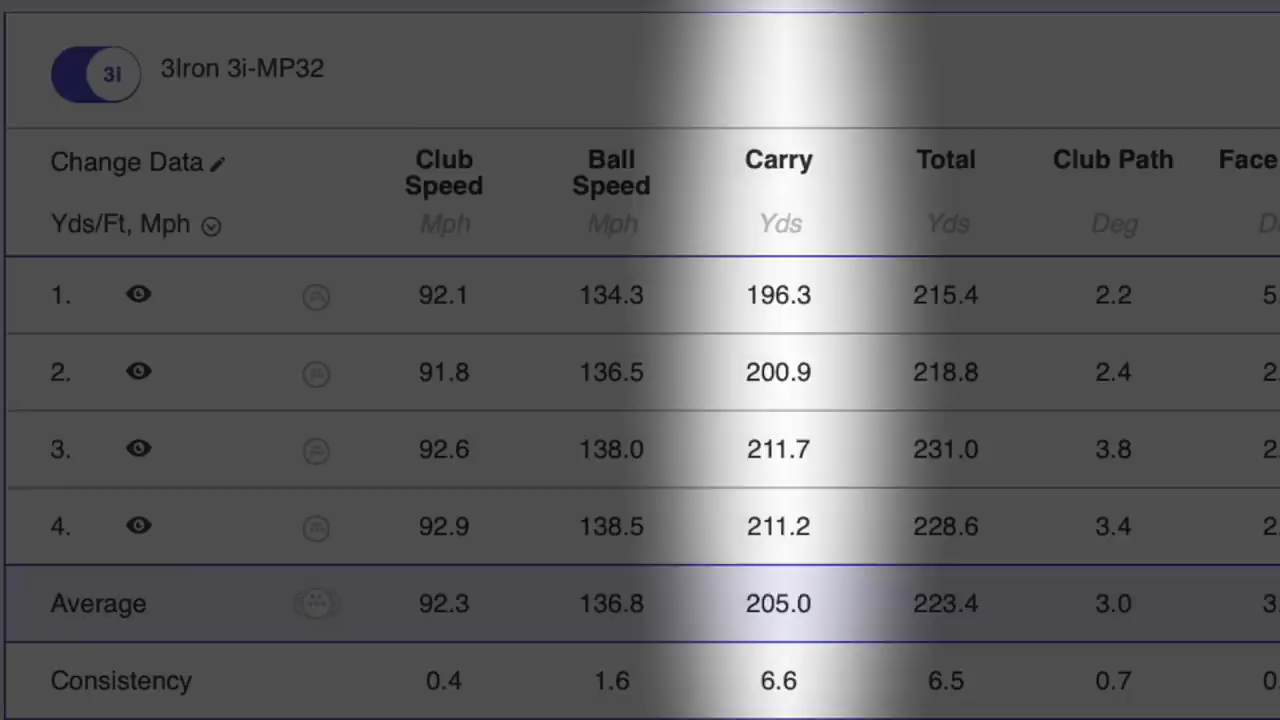 3i 3Iron 3i-MP32
Change Data Club Speed Ball Speed Carry Total Club Path Face
Yds/Ft, Mph Mph Mph Yds Yds Deg
1. 92.1 134.3 196.3 215.4 2.2
2. 91.8 136.5 200.9 218.8 2.4
3. 92.6 138.0 211.7 231.0 3.8
4. 92.9 138.5 211.2 228.6 3.4
Average 92.3 136.8 205.0 223.4 3.0
Consistency 0.4 1.6 6.6 6.5 0.7